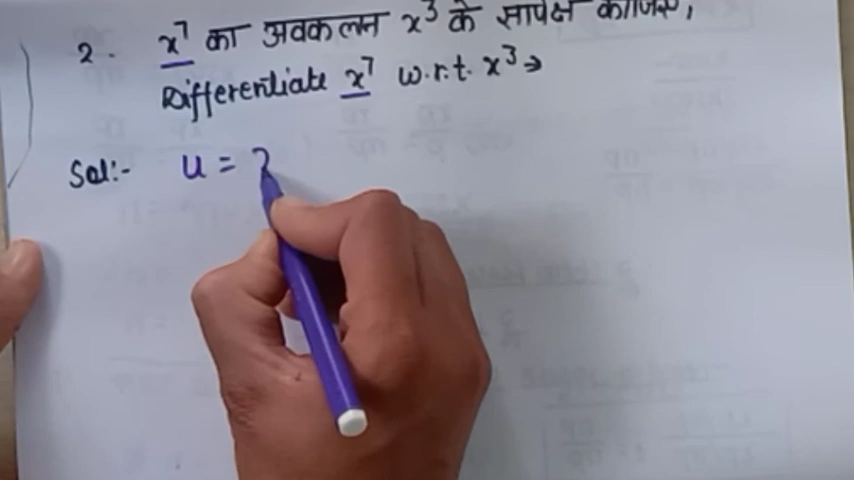 2. x⁷ का अवकलन x³ के सापेक्ष कीजिए,
Differentiate x⁷ w.r.t. x³ →
Sol:- u =